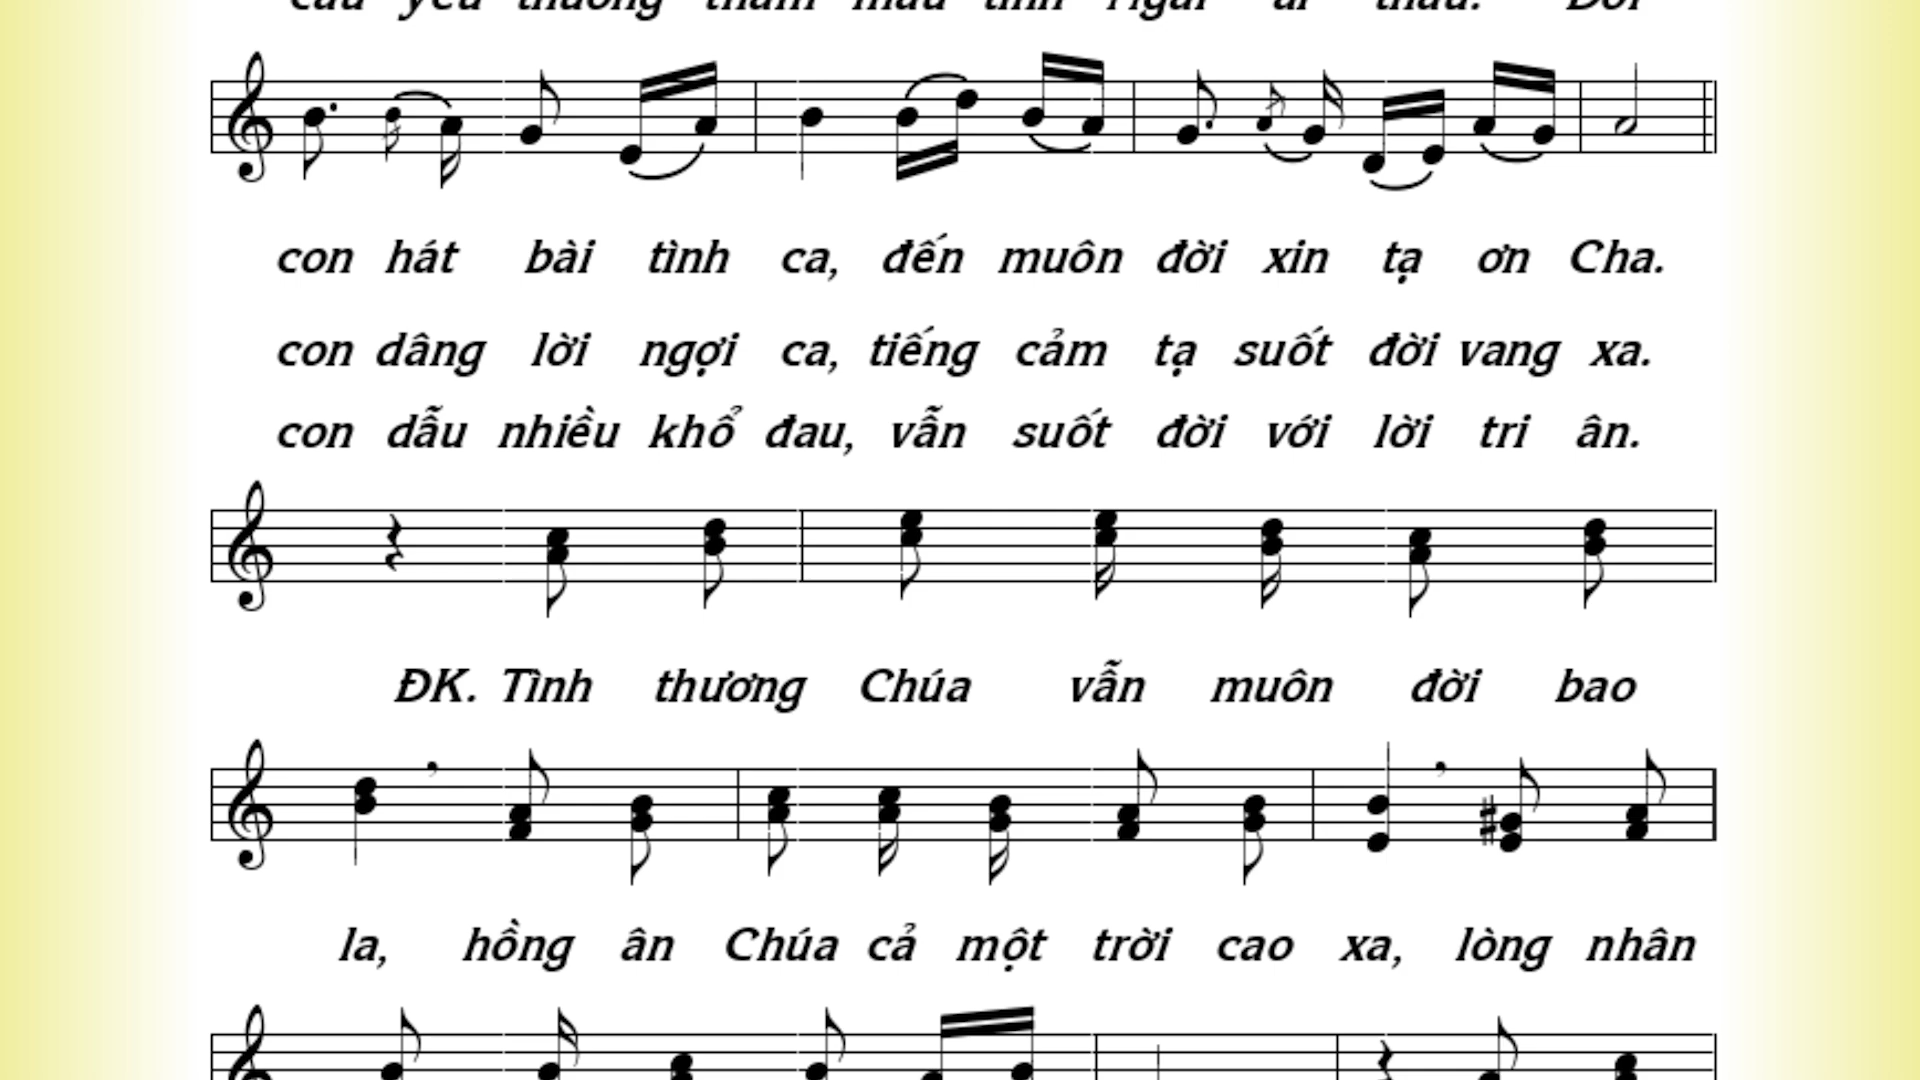 con hát bài tình ca, đến muôn đời xin tạ ơn Cha.
con dâng lời ngợi ca, tiếng cảm tạ suốt đời vang xa.
con dẫu nhiều khổ đau, vẫn suốt đời với lời tri ân.
ĐK. Tình thương Chúa vẫn muôn đời bao
la, hồng ân Chúa cả một trời cao xa, lòng nhân